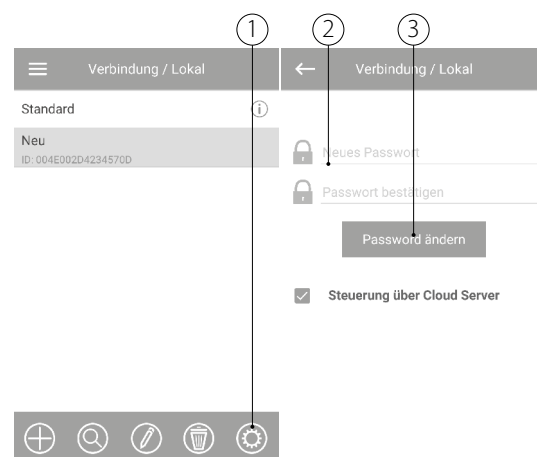 1
2
3
Verbindung / Lokal
Standard
Neu
ID: 004E002D4234570D
Verbindung / Lokal
Neues Passwort
Passwort bestätigen
Password ändern
Steuerung über Cloud Server